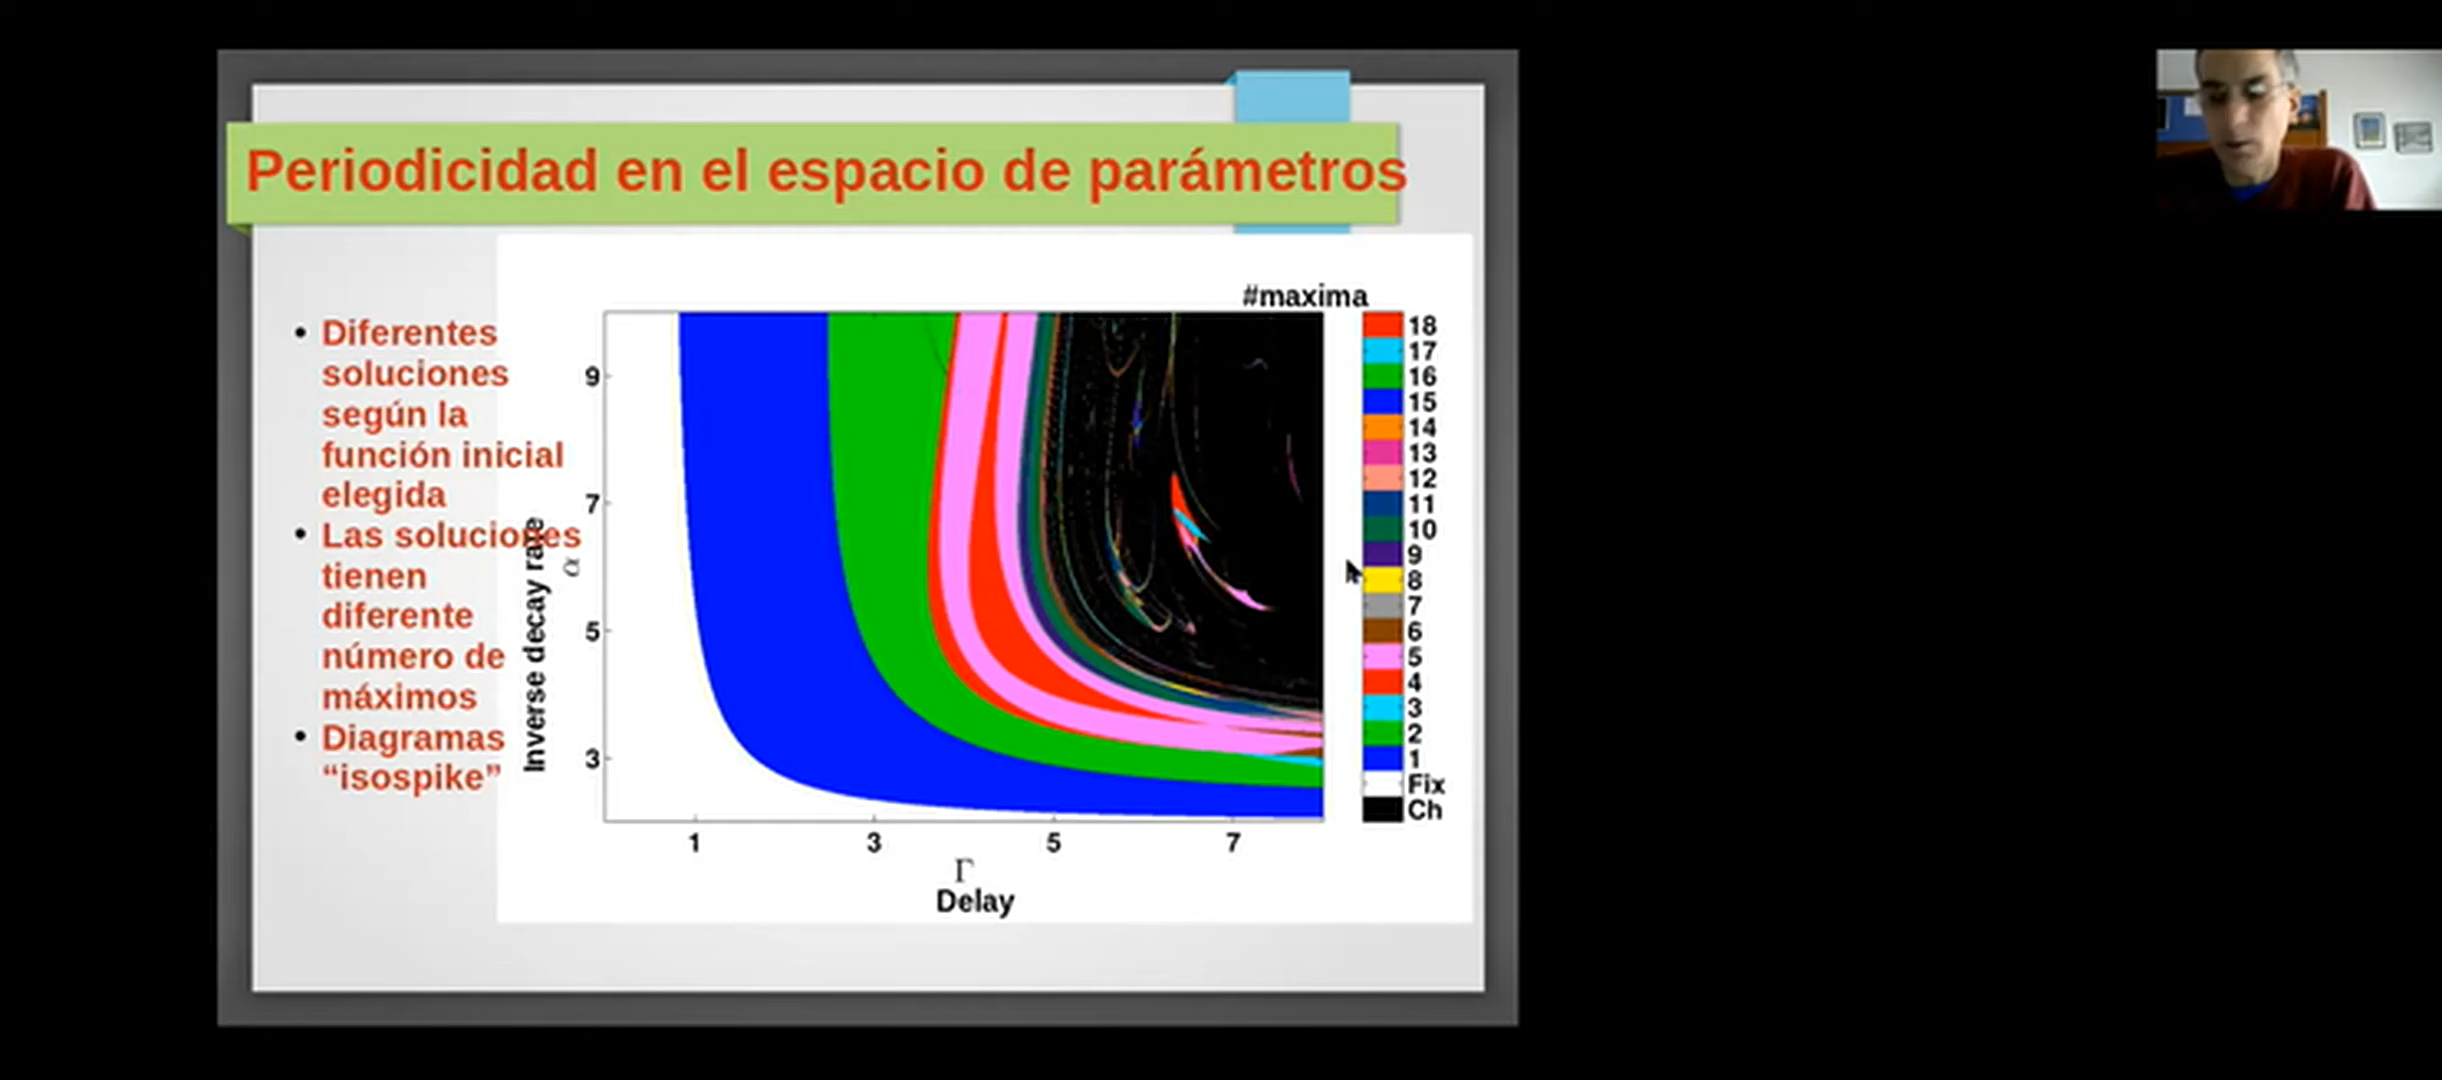 Periodicidad en el espacio de parámetros
• Diferentes
soluciones
según la
función inicial
elegida
• Las soluciones
tienen
diferente
número de
máximos
• Diagramas
“isospike”
#maxima
Inverse decay rate
α
9
7
5
3
1 3 5 7
Γ
Delay
18
17
16
15
14
13
12
11
10
9
8
7
6
5
4
3
2
1
Fix
Ch